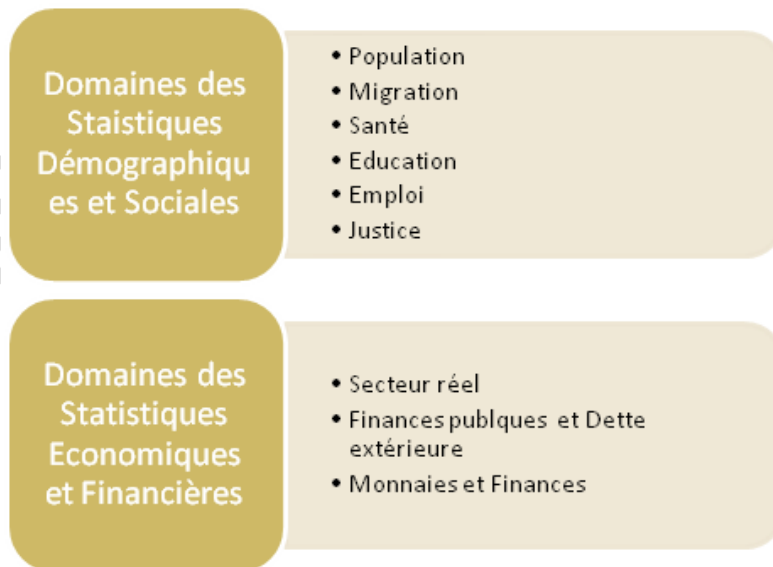 Domaines des
Staistiques
Démographiqu
es et Sociales
• Population
• Migration
• Santé
• Education
• Emploi
• Justice
Domaines des
Statistiques
Economiques
et Financières
• Secteur réel
• Finances publques et Dette
extérieure
• Monnaies et Finances